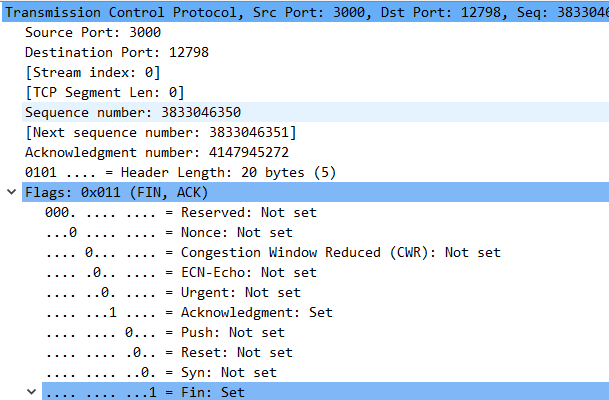 Transmission Control Protocol, Src Port: 3000, Dst Port: 12798, Seq: 3833046
Source Port: 3000
Destination Port: 12798
[Stream index: 0]
[TCP Segment Len: 0]
Sequence number: 3833046350
[Next sequence number: 3833046351]
Acknowledgment number: 4147945272
0101 .... = Header Length: 20 bytes (5)
Flags: 0x011 (FIN, ACK)
000. .... .... = Reserved: Not set
...0 .... .... = Nonce: Not set
.... 0... .... = Congestion Window Reduced (CWR): Not set
.... .0.. .... = ECN-Echo: Not set
.... ..0. .... = Urgent: Not set
.... ...1 .... = Acknowledgment: Set
.... .... 0... = Push: Not set
.... .... .0.. = Reset: Not set
.... .... ..0. = Syn: Not set
.... .... ...1 = Fin: Set